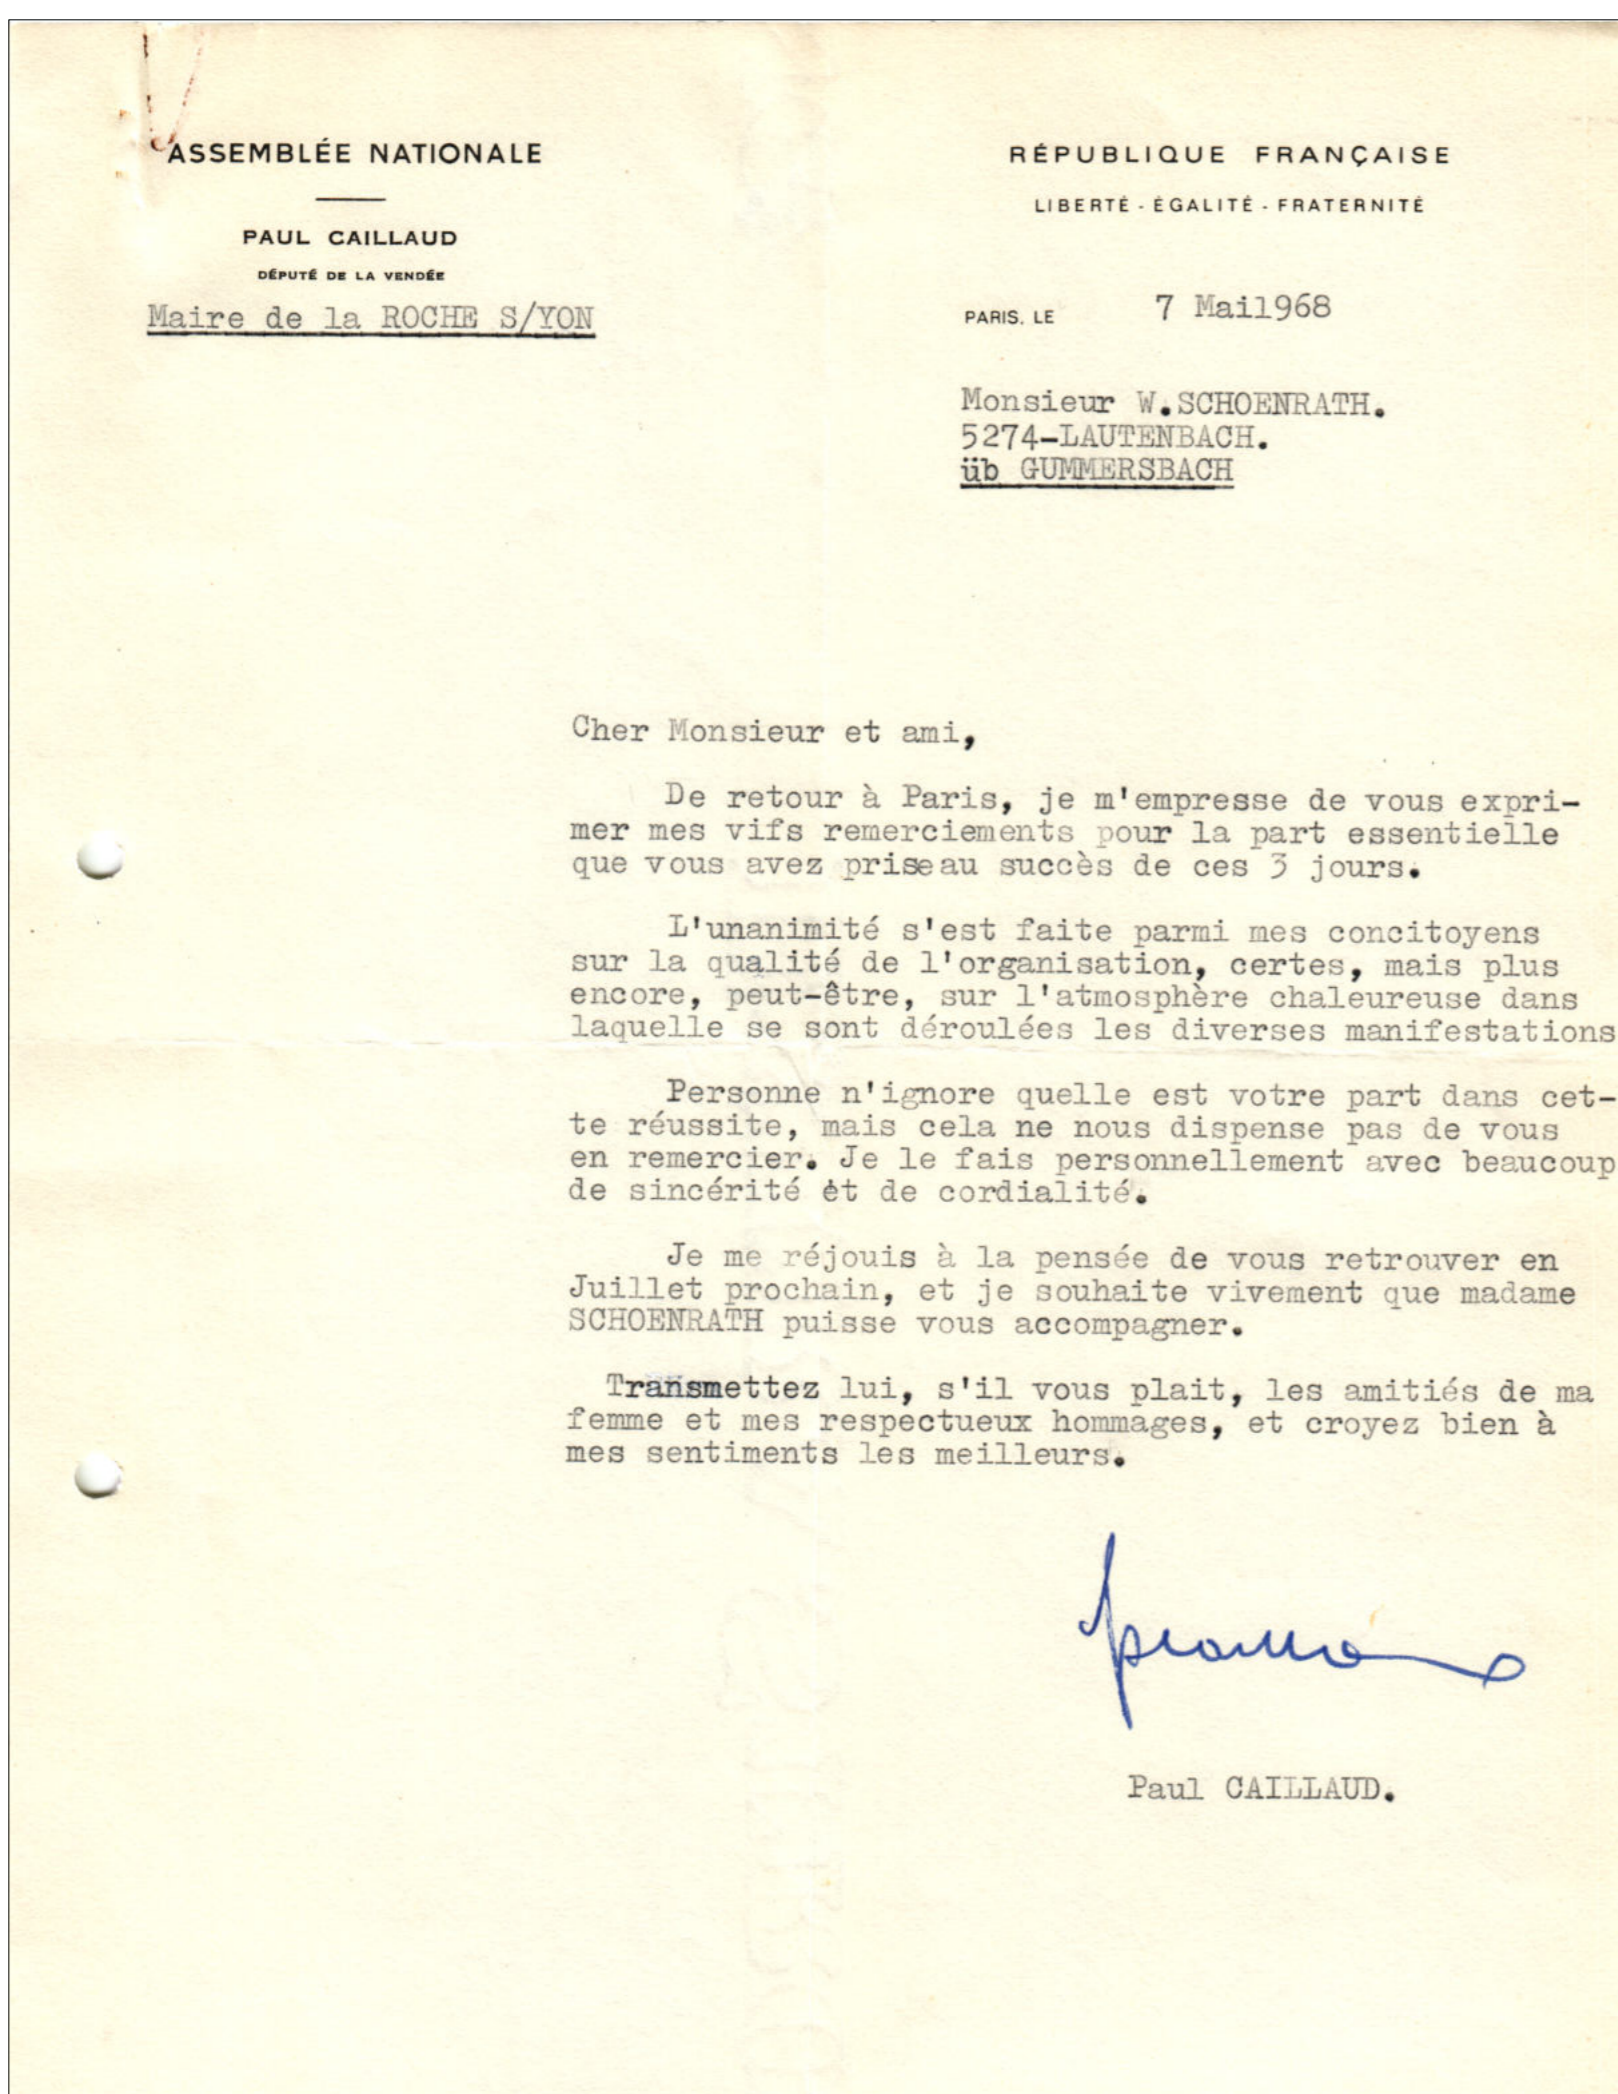 ASSEMBLÉE NATIONALE
PAUL CAILLAUD
DÉPUTÉ DE LA VENDÉE
Maire de la ROCHE S/YON
RÉPUBLIQUE FRANÇAISE
LIBERTÉ - ÉGALITÉ - FRATERNITÉ
PARIS, LE 7 Mai1968
Monsieur W.SCHOENRATH.
5274-LAUTENBACH.
üb GUMMERSBACH
Cher Monsieur et ami,
De retour à Paris, je m'empresse de vous expri-
mer mes vifs remerciements pour la part essentielle
que vous avez priseau succès de ces 3 jours.
L'unanimité s'est faite parmi mes concitoyens
sur la qualité de l'organisation, certes, mais plus
encore, peut-être, sur l'atmosphère chaleureuse dans
laquelle se sont déroulées les diverses manifestations
Personne n'ignore quelle est votre part dans cet-
te réussite, mais cela ne nous dispense pas de vous
en remercier. Je le fais personnellement avec beaucoup
de sincérité et de cordialité.
Je me réjouis à la pensée de vous retrouver en
Juillet prochain, et je souhaite vivement que madame
SCHOENRATH puisse vous accompagner.
Transmettez lui, s'il vous plait, les amitiés de ma
femme et mes respectueux hommages, et croyez bien à
mes sentiments les meilleurs.
Paul CAILLAUD.